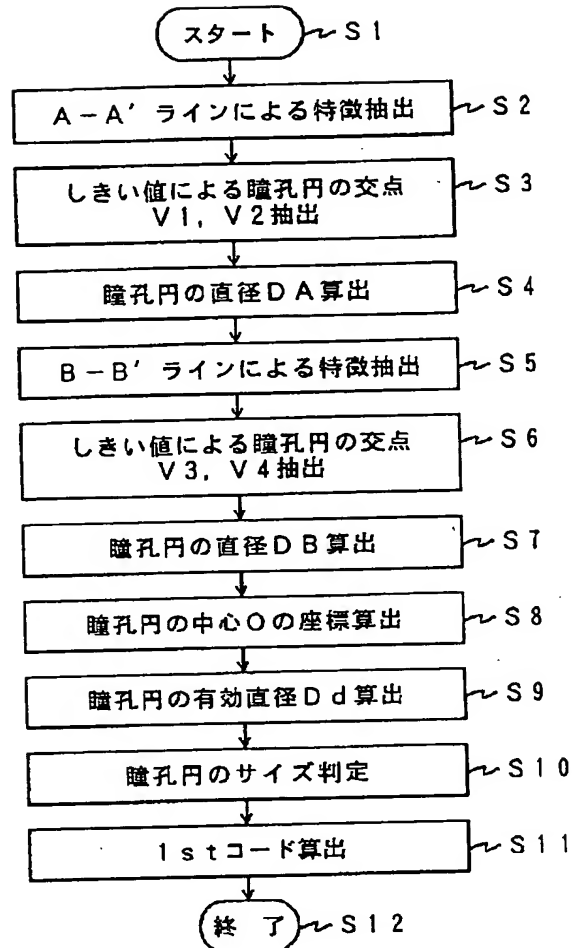 スタート S1
A-A′ラインによる特徴抽出 S2
しきい値による瞳孔円の交点 S3
V1,V2抽出
瞳孔円の直径DA算出 S4
B-B′ラインによる特徴抽出 S5
しきい値による瞳孔円の交点 S6
V3,V4抽出
瞳孔円の直径DB算出 S7
瞳孔円の中心Oの座標算出 S8
瞳孔円の有効直径Dd算出 S9
瞳孔円のサイズ判定 S10
1stコード算出 S11
終了 S12